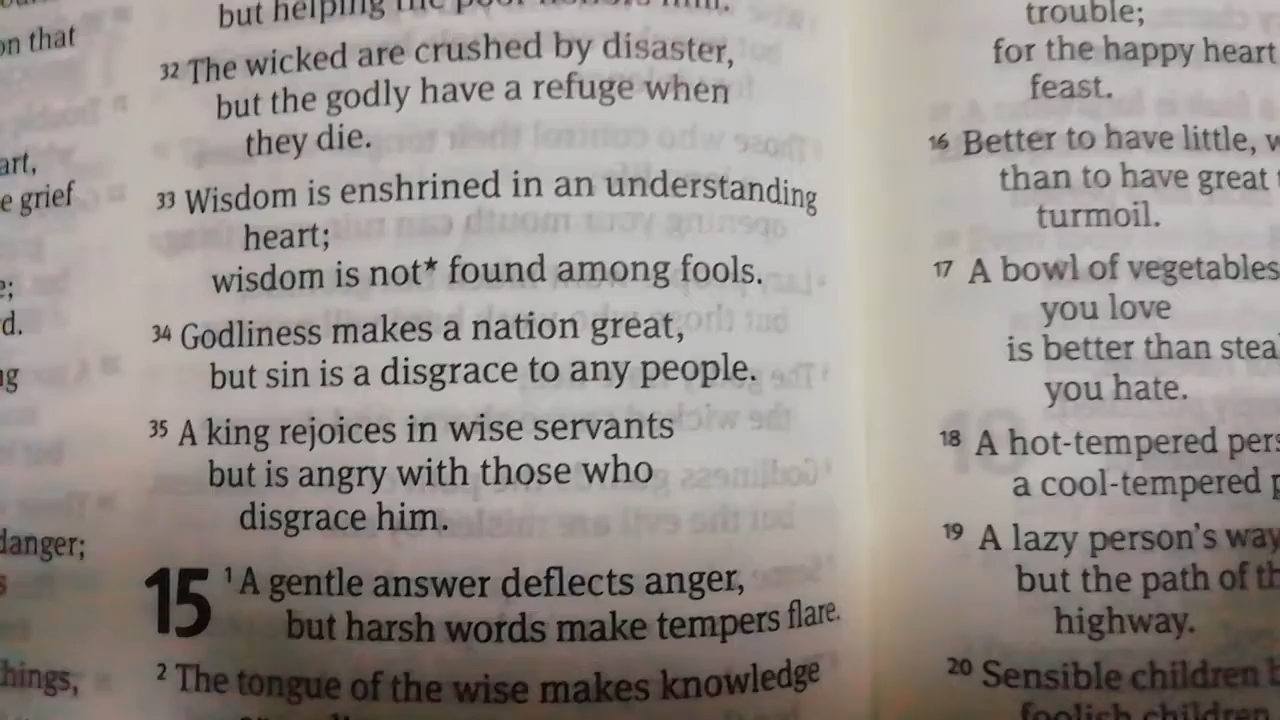 on that
art,
e grief
e;
d.
ng
danger;
s
hings,
but helping the poor honors him.
32 The wicked are crushed by disaster,
but the godly have a refuge when
they die.
33 Wisdom is enshrined in an understanding
heart;
wisdom is not* found among fools.
34 Godliness makes a nation great,
but sin is a disgrace to any people.
35 A king rejoices in wise servants
but is angry with those who
disgrace him.
15 1 A gentle answer deflects anger,
but harsh words make tempers flare.
2 The tongue of the wise makes knowledge
trouble;
for the happy heart
feast.
16 Better to have little, w
than to have great t
turmoil.
17 A bowl of vegetables
you love
is better than stea
you hate.
18 A hot-tempered pers
a cool-tempered p
19 A lazy person's way
but the path of th
highway.
20 Sensible children b
foolish children